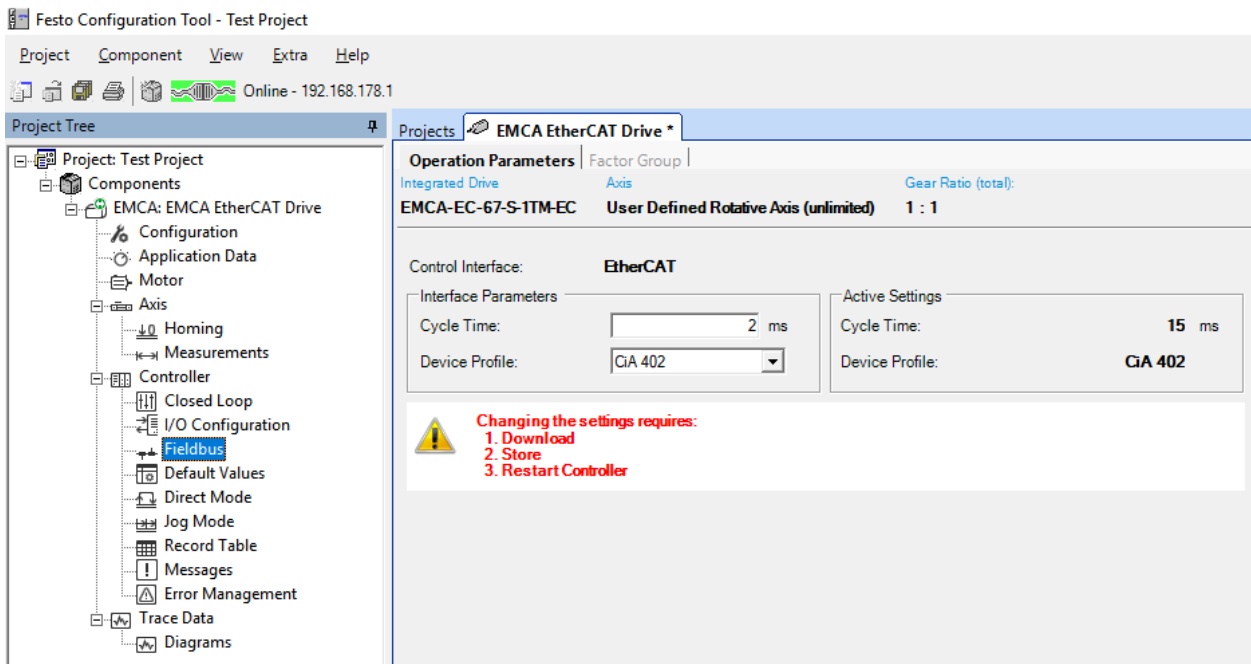 Festo Configuration Tool - Test Project
Project Component View Extra Help
Online - 192.168.178.1
Project Tree
Projects EMCA EtherCAT Drive *
Project: Test Project
Components
EMCA: EMCA EtherCAT Drive
Configuration
Application Data
Motor
Axis
Homing
Measurements
Controller
Closed Loop
I/O Configuration
Fieldbus
Default Values
Direct Mode
Jog Mode
Record Table
Messages
Error Management
Trace Data
Diagrams
Operation Parameters Factor Group
Integrated Drive Axis Gear Ratio (total):
EMCA-EC-67-S-1TM-EC User Defined Rotative Axis (unlimited) 1 : 1
Control Interface: EtherCAT
Interface Parameters
Cycle Time: 2 ms
Device Profile: CiA 402
Active Settings
Cycle Time: 15 ms
Device Profile: CiA 402
Changing the settings requires:
1. Download
2. Store
3. Restart Controller